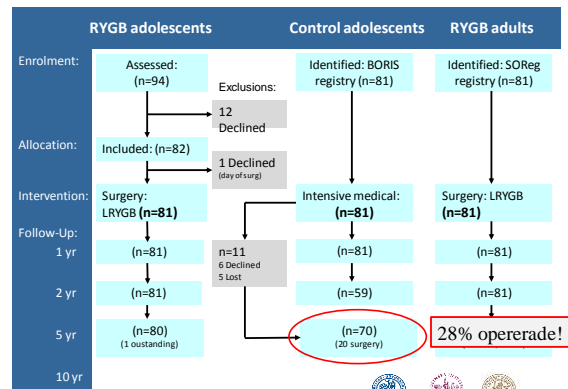 RYGB adolescents
Control adolescents
RYGB adults
Enrolment:
Assessed:
(n=94)
Identified: BORIS
registry (n=81)
Identified: SOReg
registry (n=81)
Exclusions:
12
Declined
Allocation:
Included: (n=82)
1 Declined
(day of surg)
Intervention:
Surgery:
LRYGB (n=81)
Intensive medical:
(n=81)
Surgery: LRYGB
(n=81)
Follow-Up:
1 yr
(n=81)
n=11
6 Declined
5 Lost
(n=81)
(n=81)
2 yr
(n=81)
(n=59)
(n=81)
5 yr
(n=80)
(1 oustanding)
(n=70)
(20 surgery)
28% opererade!
10 yr